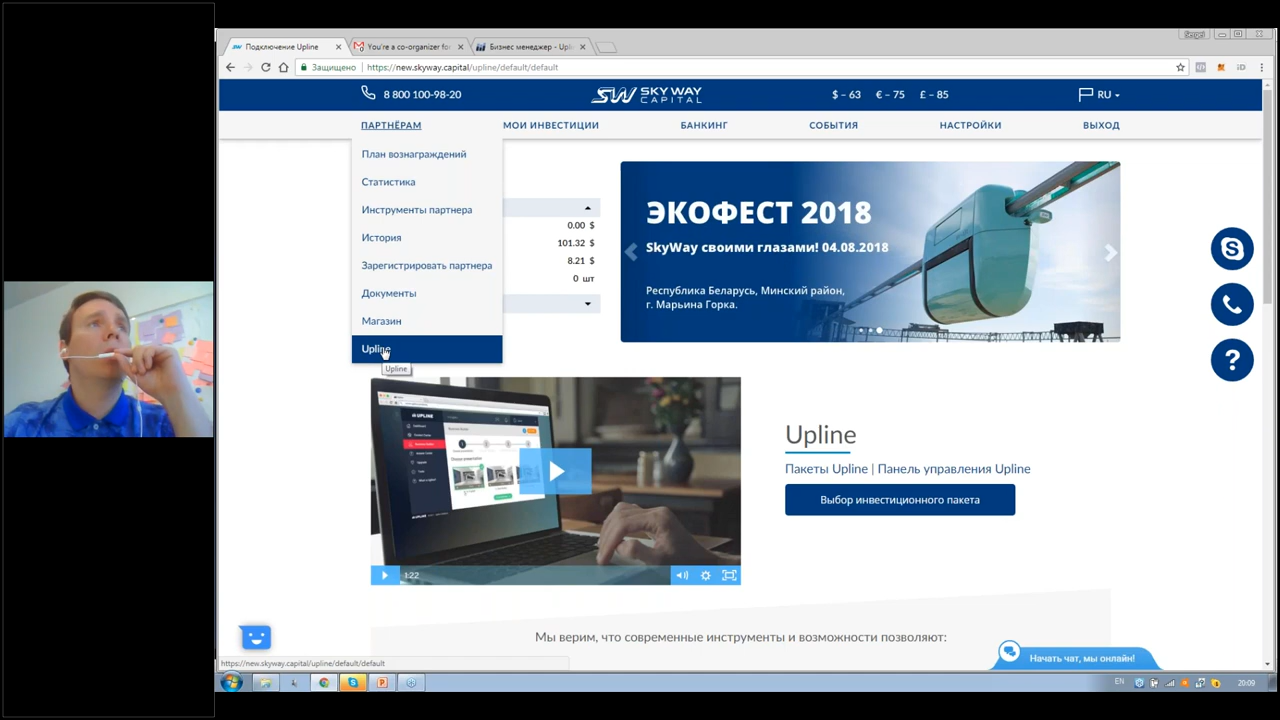 Подключение Upline
You're a co-organizer for
Бизнес менеджер - Upl
Sergei
Защищено
https://new.skyway.capital/upline/default/default
8 800 100-98-20
SW SKY WAY CAPITAL
$ – 63 € – 75 £ – 85
RU
ПАРТНЁРАМ
МОИ ИНВЕСТИЦИИ
БАНКИНГ
СОБЫТИЯ
НАСТРОЙКИ
ВЫХОД
План вознаграждений
Статистика
Инструменты партнера
История
Зарегистрировать партнера
Документы
Магазин
Upline
Upline
0.00 $
101.32 $
8.21 $
0 шт
ЭКОФЕСТ 2018
SkyWay своими глазами! 04.08.2018
Республика Беларусь, Минский район,
г. Марьина Горка.
UPLINE
1:22
Upline
Пакеты Upline | Панель управления Upline
Выбор инвестиционного пакета
Мы верим, что современные инструменты и возможности позволяют:
Начать чат, мы онлайн!
https://new.skyway.capital/upline/default/default
EN
20:09